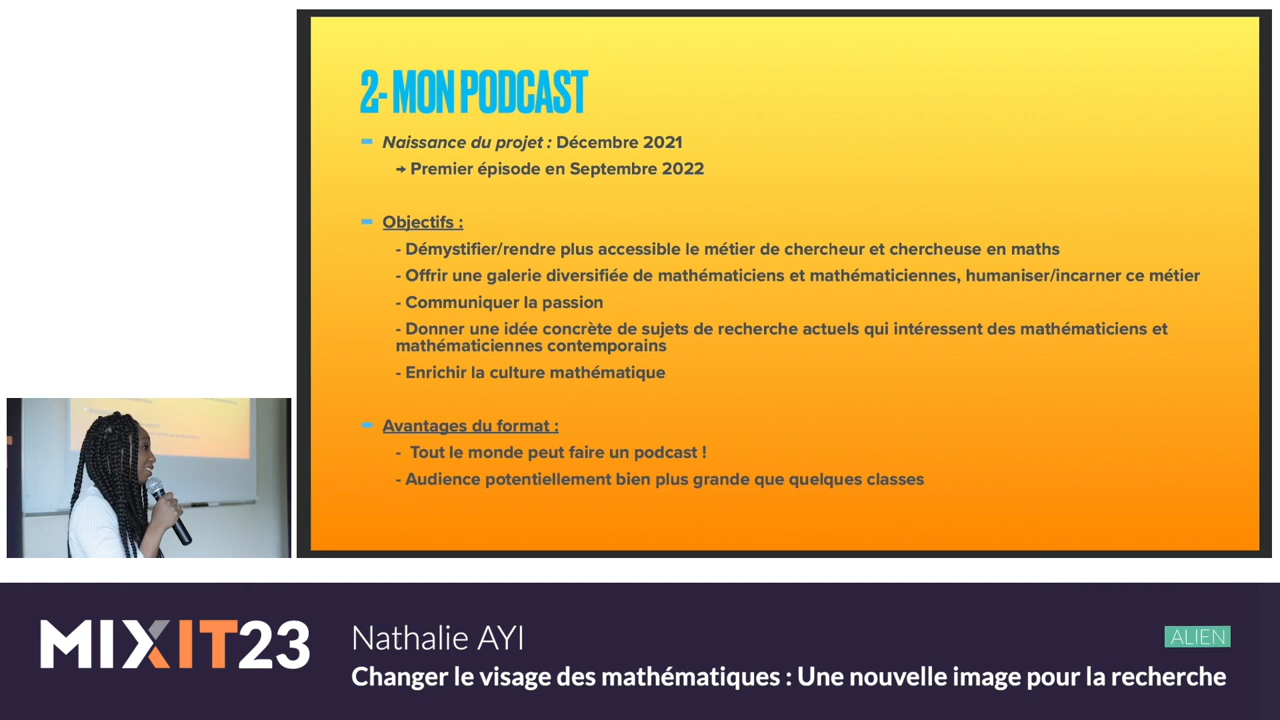 2- MON PODCAST
- Naissance du projet : Décembre 2021
→ Premier épisode en Septembre 2022
- Objectifs :
- Démystifier/rendre plus accessible le métier de chercheur et chercheuse en maths
- Offrir une galerie diversifiée de mathématiciens et mathématiciennes, humaniser/incarner ce métier
- Communiquer la passion
- Donner une idée concrète de sujets de recherche actuels qui intéressent des mathématiciens et
mathématiciennes contemporains
- Enrichir la culture mathématique
- Avantages du format :
- Tout le monde peut faire un podcast !
- Audience potentiellement bien plus grande que quelques classes
MIXIT23
Nathalie AYI
ALIEN
Changer le visage des mathématiques : Une nouvelle image pour la recherche